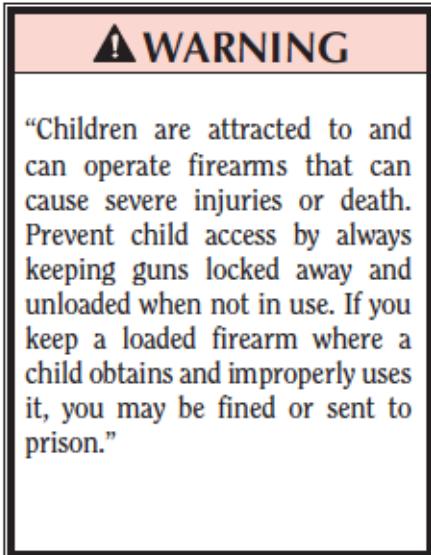 WARNING
“Children are attracted to and
can operate firearms that can
cause severe injuries or death.
Prevent child access by always
keeping guns locked away and
unloaded when not in use. If you
keep a loaded firearm where a
child obtains and improperly uses
it, you may be fined or sent to
prison.”